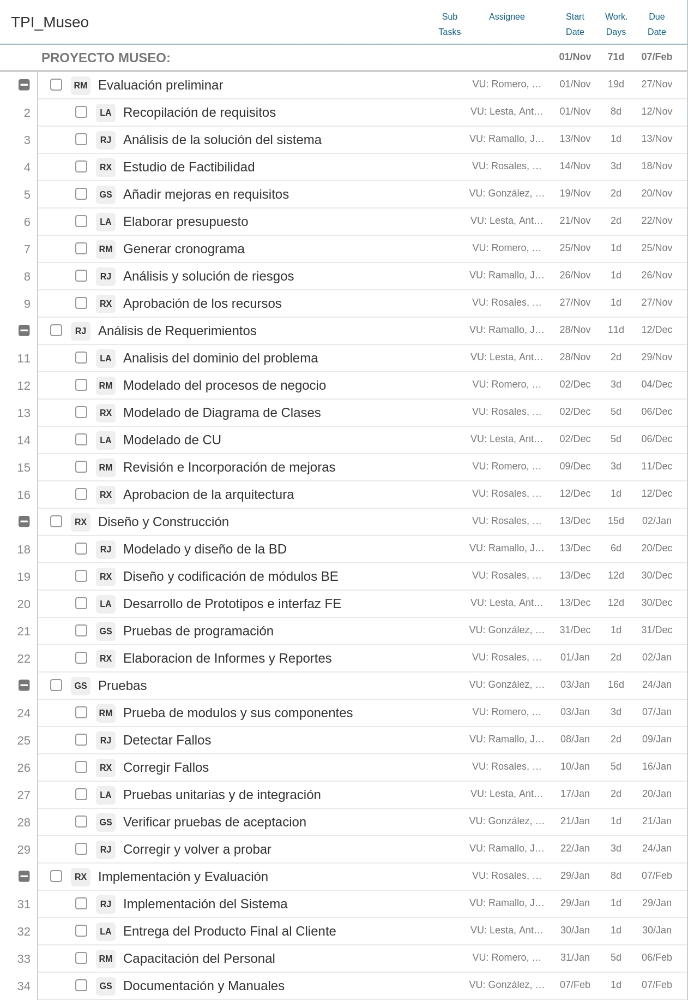 TPI_Museo Sub Tasks Assignee Start Date Work. Days Due Date
PROYECTO MUSEO: 01/Nov 71d 07/Feb
RM Evaluación preliminar VU: Romero, … 01/Nov 19d 27/Nov
2 LA Recopilación de requisitos VU: Lesta, Ant… 01/Nov 8d 12/Nov
3 RJ Análisis de la solución del sistema VU: Ramallo, J… 13/Nov 1d 13/Nov
4 RX Estudio de Factibilidad VU: Rosales, … 14/Nov 3d 18/Nov
5 GS Añadir mejoras en requisitos VU: González, … 19/Nov 2d 20/Nov
6 LA Elaborar presupuesto VU: Lesta, Ant… 21/Nov 2d 22/Nov
7 RM Generar cronograma VU: Romero, … 25/Nov 1d 25/Nov
8 RJ Análisis y solución de riesgos VU: Ramallo, J… 26/Nov 1d 26/Nov
9 RX Aprobación de los recursos VU: Rosales, … 27/Nov 1d 27/Nov
RJ Análisis de Requerimientos VU: Ramallo, J… 28/Nov 11d 12/Dec
11 LA Analisis del dominio del problema VU: Lesta, Ant… 28/Nov 2d 29/Nov
12 RM Modelado del procesos de negocio VU: Romero, … 02/Dec 3d 04/Dec
13 RX Modelado de Diagrama de Clases VU: Rosales, … 02/Dec 5d 06/Dec
14 LA Modelado de CU VU: Lesta, Ant… 02/Dec 5d 06/Dec
15 RM Revisión e Incorporación de mejoras VU: Romero, … 09/Dec 3d 11/Dec
16 RX Aprobacion de la arquitectura VU: Rosales, … 12/Dec 1d 12/Dec
RX Diseño y Construcción VU: Rosales, … 13/Dec 15d 02/Jan
18 RJ Modelado y diseño de la BD VU: Ramallo, J… 13/Dec 6d 20/Dec
19 RX Diseño y codificación de módulos BE VU: Rosales, … 13/Dec 12d 30/Dec
20 LA Desarrollo de Prototipos e interfaz FE VU: Lesta, Ant… 13/Dec 12d 30/Dec
21 GS Pruebas de programación VU: González, … 31/Dec 1d 31/Dec
22 RX Elaboracion de Informes y Reportes VU: Rosales, … 01/Jan 2d 02/Jan
GS Pruebas VU: González, … 03/Jan 16d 24/Jan
24 RM Prueba de modulos y sus componentes VU: Romero, … 03/Jan 3d 07/Jan
25 RJ Detectar Fallos VU: Ramallo, J… 08/Jan 2d 09/Jan
26 RX Corregir Fallos VU: Rosales, … 10/Jan 5d 16/Jan
27 LA Pruebas unitarias y de integración VU: Lesta, Ant… 17/Jan 2d 20/Jan
28 GS Verificar pruebas de aceptacion VU: González, … 21/Jan 1d 21/Jan
29 RJ Corregir y volver a probar VU: Ramallo, J… 22/Jan 3d 24/Jan
RX Implementación y Evaluación VU: Rosales, … 29/Jan 8d 07/Feb
31 RJ Implementación del Sistema VU: Ramallo, J… 29/Jan 1d 29/Jan
32 LA Entrega del Producto Final al Cliente VU: Lesta, Ant… 30/Jan 1d 30/Jan
33 RM Capacitación del Personal VU: Romero, … 31/Jan 5d 06/Feb
34 GS Documentación y Manuales VU: González, … 07/Feb 1d 07/Feb